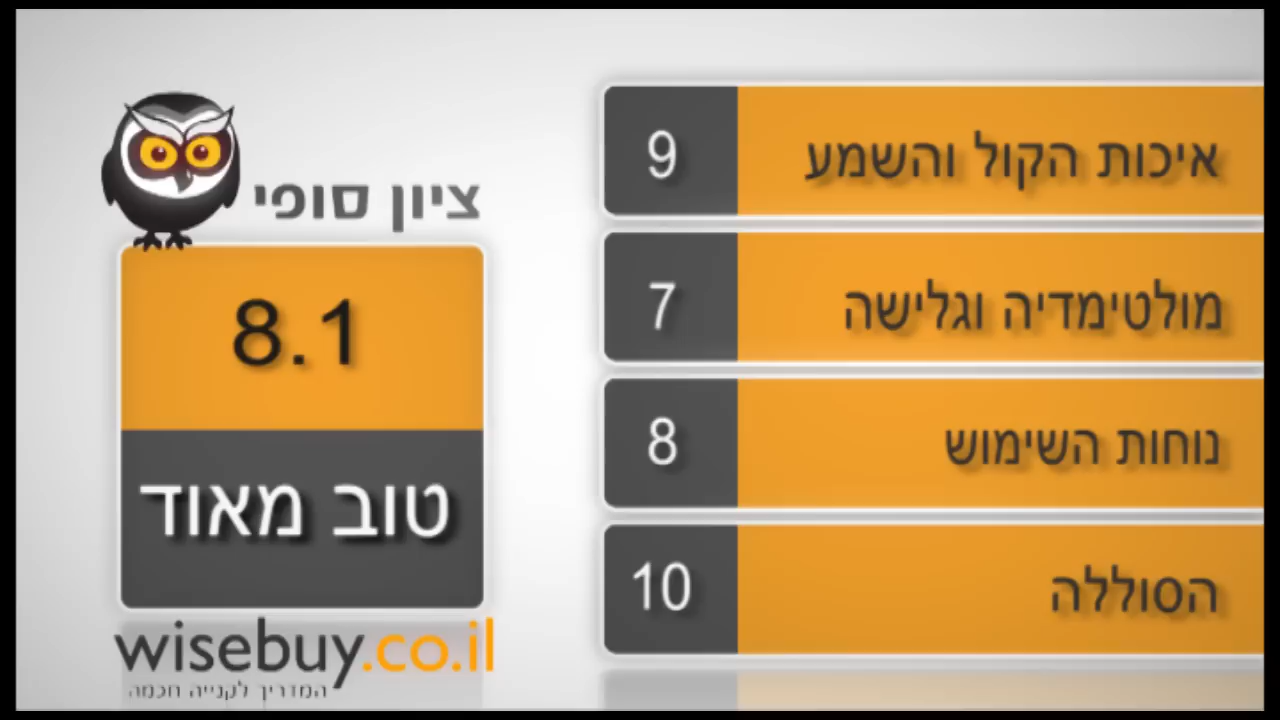 איכות הקול והשמע
9
מולטימדיה וגלישה
7
נוחות השימוש
8
הסוללה
10
ציון סופי
8.1
טוב מאוד
wisebuy.co.il
המדריך לקנייה חכמה